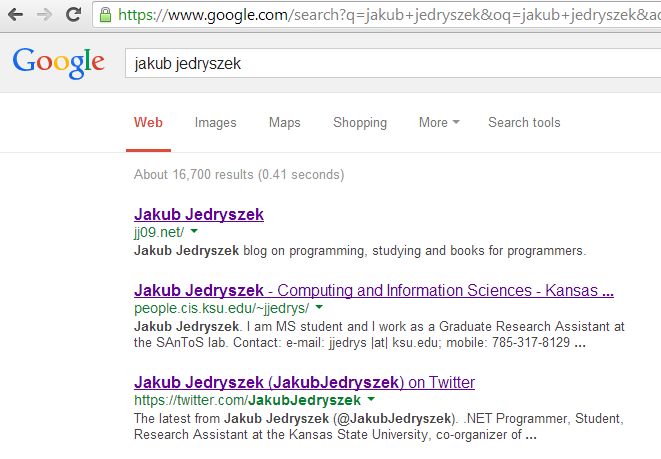 https://www.google.com/search?q=jakub+jedryszek&oq=jakub+jedryszek&ac
Google jakub jedryszek
Web Images Maps Shopping More Search tools
About 16,700 results (0.41 seconds)
Jakub Jedryszek
jj09.net/
Jakub Jedryszek blog on programming, studying and books for programmers.
Jakub Jedryszek - Computing and Information Sciences - Kansas ...
people.cis.ksu.edu/~jjedrys/
Jakub Jedryszek. I am MS student and I work as a Graduate Research Assistant at
the SAnToS lab. Contact: e-mail: jjedrys |at| ksu.edu; mobile: 785-317-8129 ...
Jakub Jedryszek (JakubJedryszek) on Twitter
https://twitter.com/JakubJedryszek
The latest from Jakub Jedryszek (@JakubJedryszek). .NET Programmer, Student,
Research Assistant at the Kansas State University, co-organizer of ...